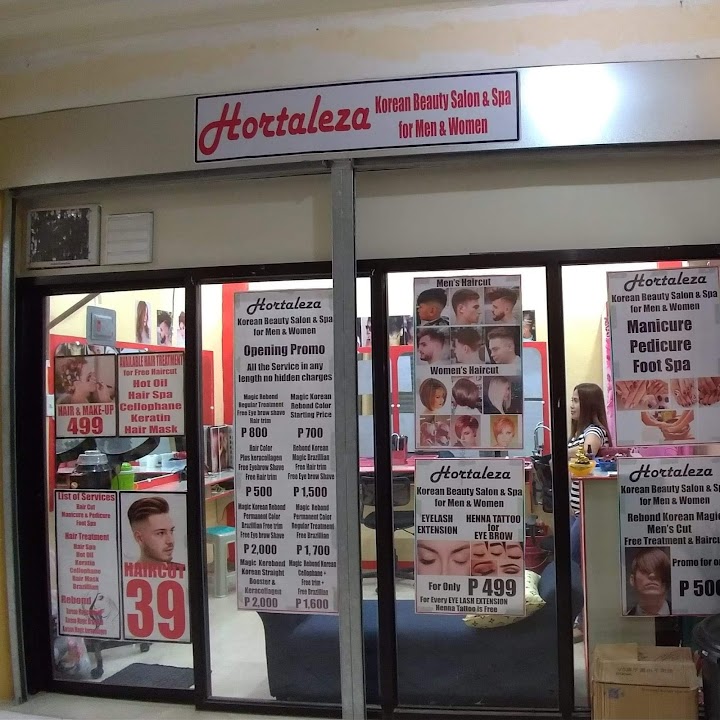 Hortaleza
Korean Beauty Salon & Spa
for Men & Women
HAIR & MAKE-UP
499
AVAILABLE HAIR TREATMENT
for Free Haircut
Hot Oil
Hair Spa
Cellophane
Keratin
Hair Mask
List of Services
Hair Cut
Manicure & Pedicure
Foot Spa
Hair Treatment
Hair Spa
Hot Oil
Keratin
Cellophane
Hair Mask
Brazilian
Rebond
HAIRCUT
39
Hortaleza
Korean Beauty Salon & Spa
for Men & Women
Opening Promo
All the Service in any
length no hidden charges
Magic Rebond
Regular Treatment
Free Eye brow shave
Hair trim
P 800
Hair Color
Plus keracollagen
Free Eyebrow Shave
Free Hair trim
P 500
Magic Korean Rebond
Permanent Color
Brazillian Free trim
Free Eye brow Shave
P 2,000
Magic Korebond
Korean Straight
Booster &
Keracollagen
P 2,000
Magic Korean
Rebond Color
Starting Price
P 700
Rebond Korean
Magic Brazilian
Free Hair trim
Free Eye brow Shave
P 1,500
Magic Rebond
Permanent Color
Regular Treatment
Free Brazilian
P 1,700
Magic Rebond Korean
Cellophane +
Free trim +
Free Brazilian
P 1,600
Men's Haircut
Women's Haircut
Hortaleza
Korean Beauty Salon & Spa
for Men & Women
EYELASH
EXTENSION
HENNA TATTOO
for
EYE BROW
For Only P 499
For Every EYE LASH EXTENSION
Henna Tattoo is Free
Hortaleza
Korean Beauty Salon & Spa
for Men & Women
Manicure
Pedicure
Foot Spa
Hortaleza
Korean Beauty Salon & Spa
for Men & Women
Rebond Korean Magic
Men's Cut
Free Treatment & Haircu
Promo for on
P 500